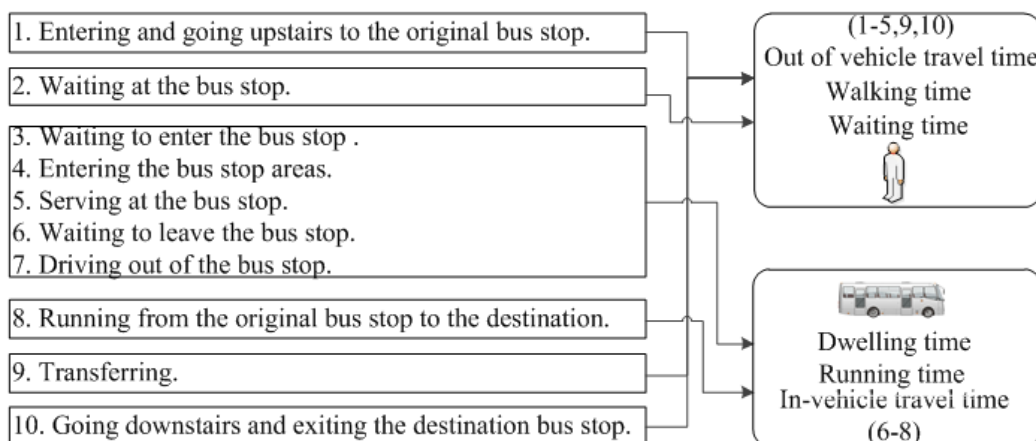 1. Entering and going upstairs to the original bus stop.
2. Waiting at the bus stop.
3. Waiting to enter the bus stop .
4. Entering the bus stop areas.
5. Serving at the bus stop.
6. Waiting to leave the bus stop.
7. Driving out of the bus stop.
8. Running from the original bus stop to the destination.
9. Transferring.
10. Going downstairs and exiting the destination bus stop.
(1-5,9,10)
Out of vehicle travel time
Walking time
Waiting time
Dwelling time
Running time
In-vehicle travel time
(6-8)